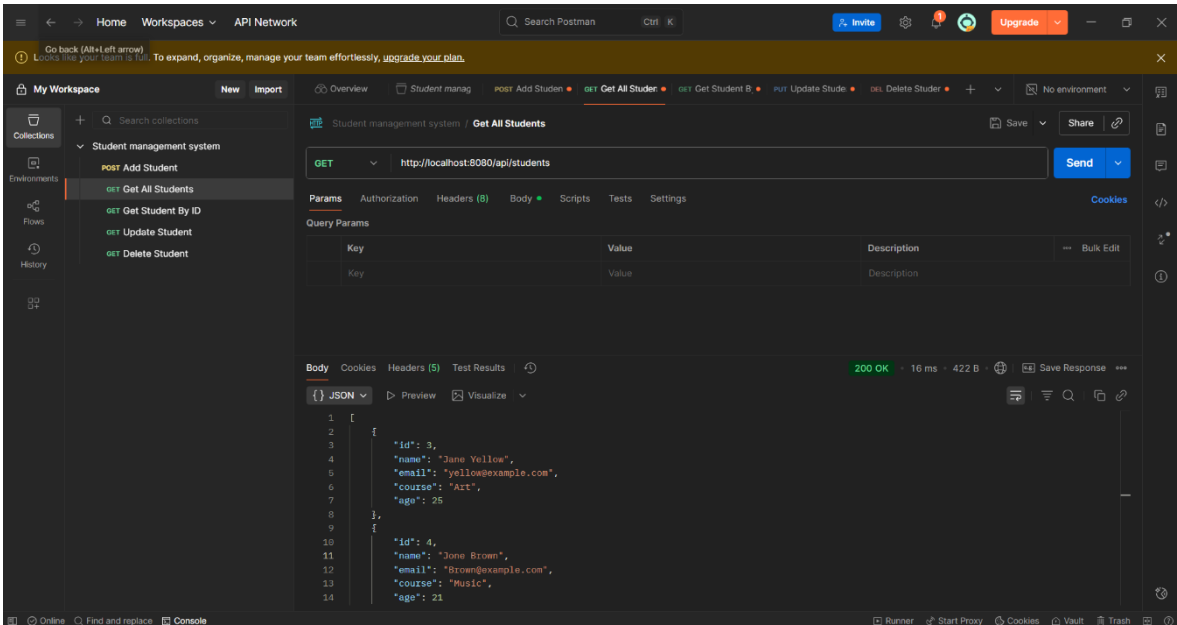 Home Workspaces API Network Search Postman Ctrl K Invite 1 Upgrade
Go back (Alt+Left arrow)
Looks like your team is full. To expand, organize, manage your team effortlessly, upgrade your plan.
My Workspace New Import Overview Student manag POST Add Studen GET Get All Studen GET Get Student B PUT Update Stude DEL Delete Studer No environment
Collections Search collections HTTP Student management system / Get All Students Save Share
Student management system
POST Add Student GET http://localhost:8080/api/students Send
Environments GET Get All Students
GET Get Student By ID Params Authorization Headers (8) Body Scripts Tests Settings Cookies
Flows GET Update Student Query Params
History GET Delete Student Key Value Description Bulk Edit
Key Value Description
Body Cookies Headers (5) Test Results 200 OK 16 ms 422 B e.g. Save Response
{} JSON Preview Visualize
1 [
2 {
3 "id": 3,
4 "name": "Jane Yellow",
5 "email": "yellow@example.com",
6 "course": "Art",
7 "age": 25
8 },
9 {
10 "id": 4,
11 "name": "Jone Brown",
12 "email": "Brown@example.com",
13 "course": "Music",
14 "age": 21
Online Find and replace Console Runner Start Proxy Cookies Vault Trash